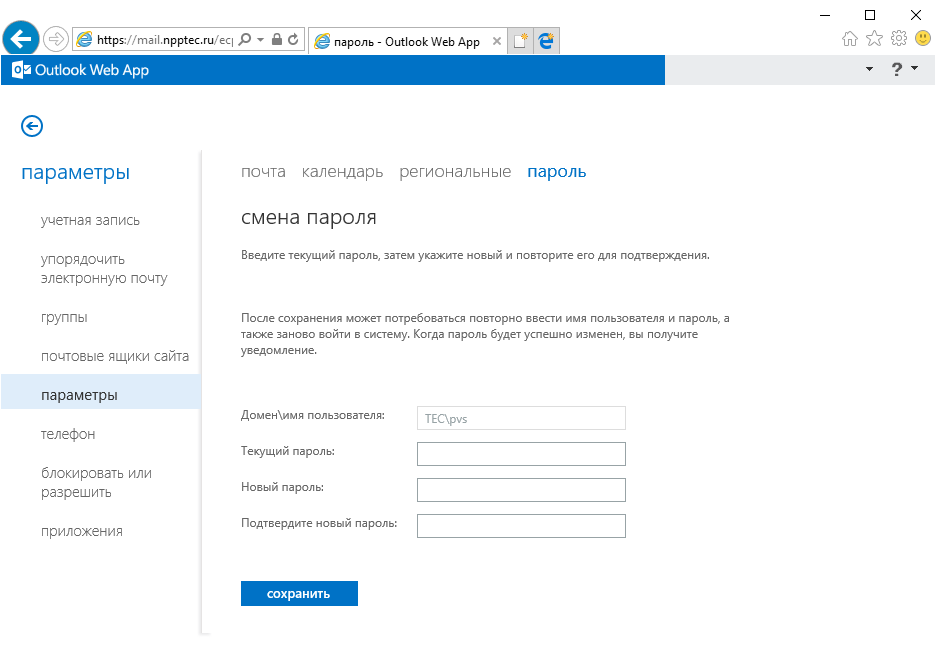 https://mail.npptec.ru/ecp
пароль - Outlook Web App
Outlook Web App
?
параметры
учетная запись
упорядочить
электронную почту
группы
почтовые ящики сайта
параметры
телефон
блокировать или
разрешить
приложения
почта календарь региональные пароль
смена пароля
Введите текущий пароль, затем укажите новый и повторите его для подтверждения.
После сохранения может потребоваться повторно ввести имя пользователя и пароль, а
также заново войти в систему. Когда пароль будет успешно изменен, вы получите
уведомление.
Домен\имя пользователя: TEC\pvs
Текущий пароль:
Новый пароль:
Подтвердите новый пароль:
сохранить